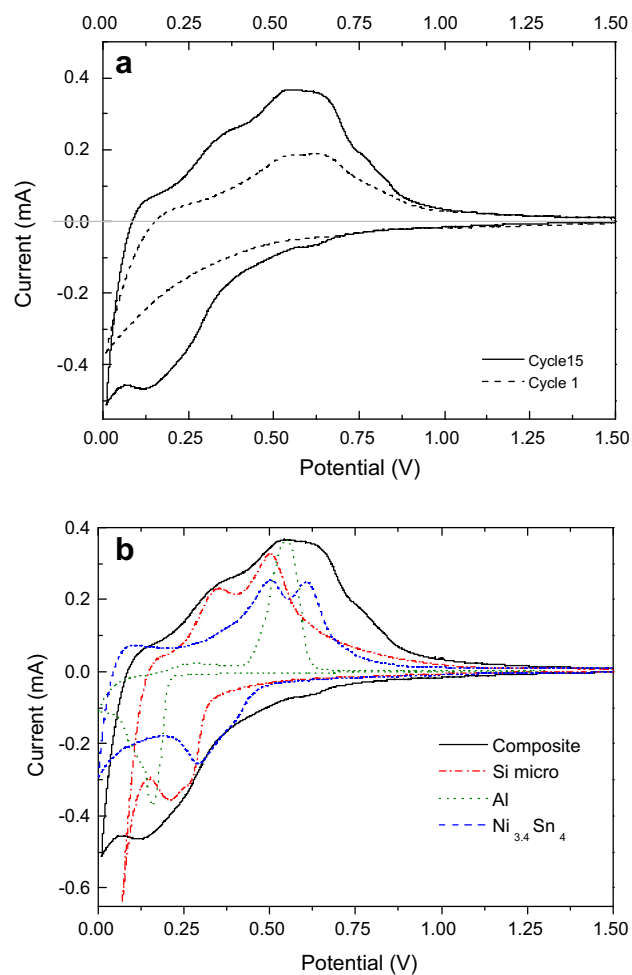 0.00 0.25 0.50 0.75 1.00 1.25 1.50
a
0.4
0.2
0.0
-0.2
-0.4
Current (mA)
Cycle15
Cycle 1
0.00 0.25 0.50 0.75 1.00 1.25 1.50
Potential (V)
b
0.4
0.2
0.0
-0.2
-0.4
-0.6
Current (mA)
Composite
Si micro
Al
Ni3.4Sn4
0.00 0.25 0.50 0.75 1.00 1.25 1.50
Potential (V)